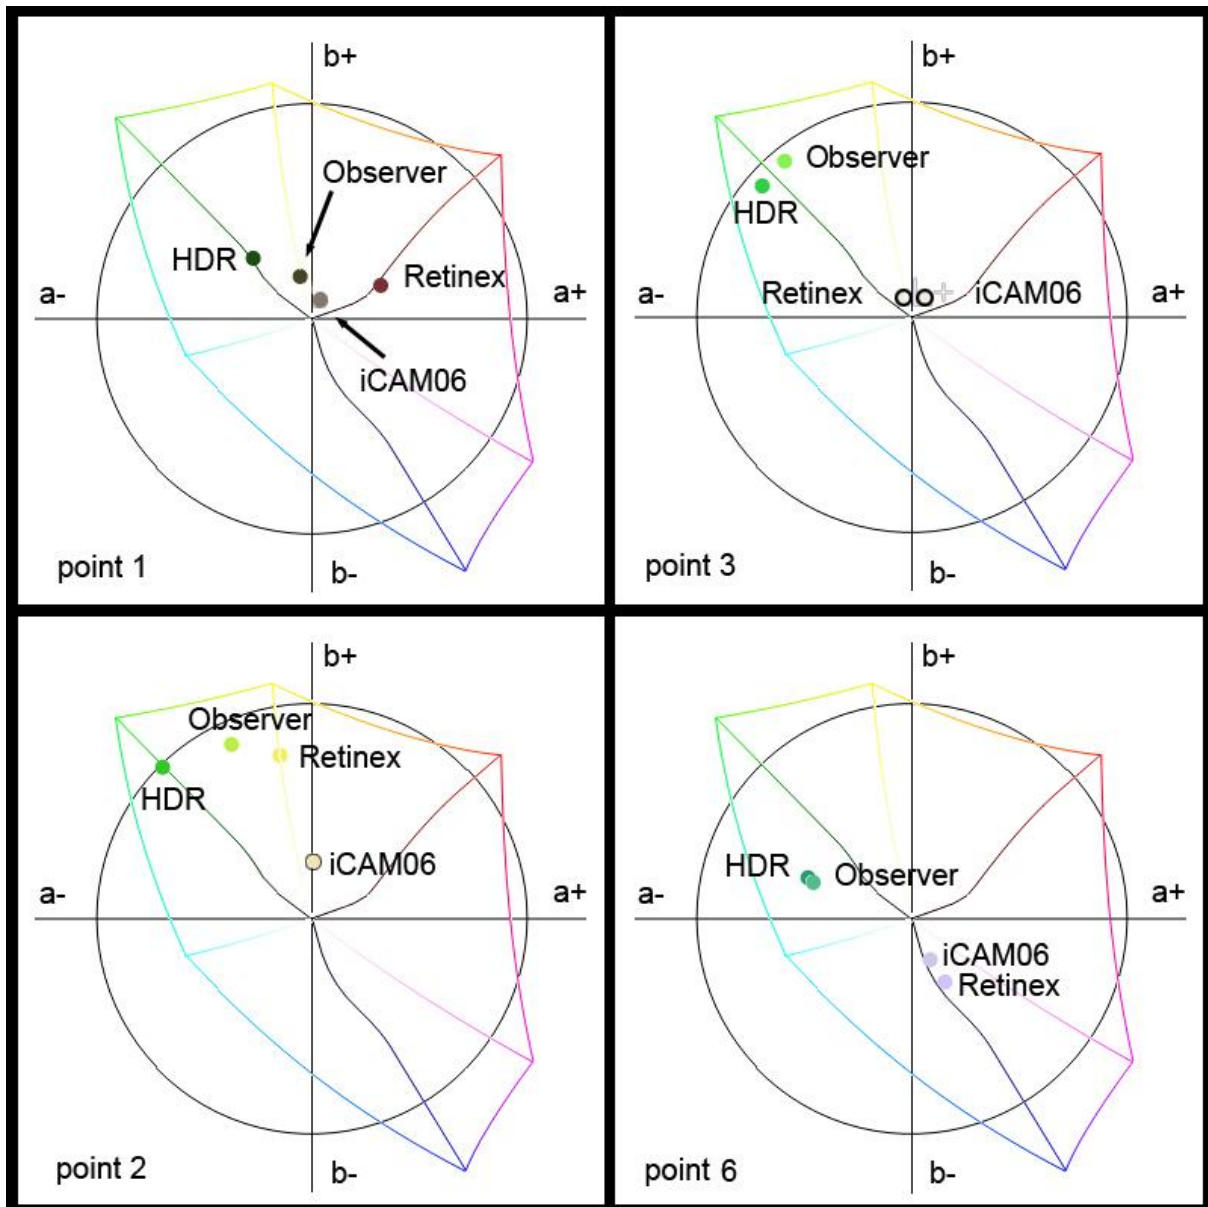 b+
Observer
HDR
Retinex
a-
a+
iCAM06
point 1
b-
b+
Observer
HDR
a-
Retinex
iCAM06
a+
point 3
b-
b+
Observer
Retinex
HDR
iCAM06
a-
a+
point 2
b-
b+
HDR
Observer
a-
a+
iCAM06
Retinex
point 6
b-